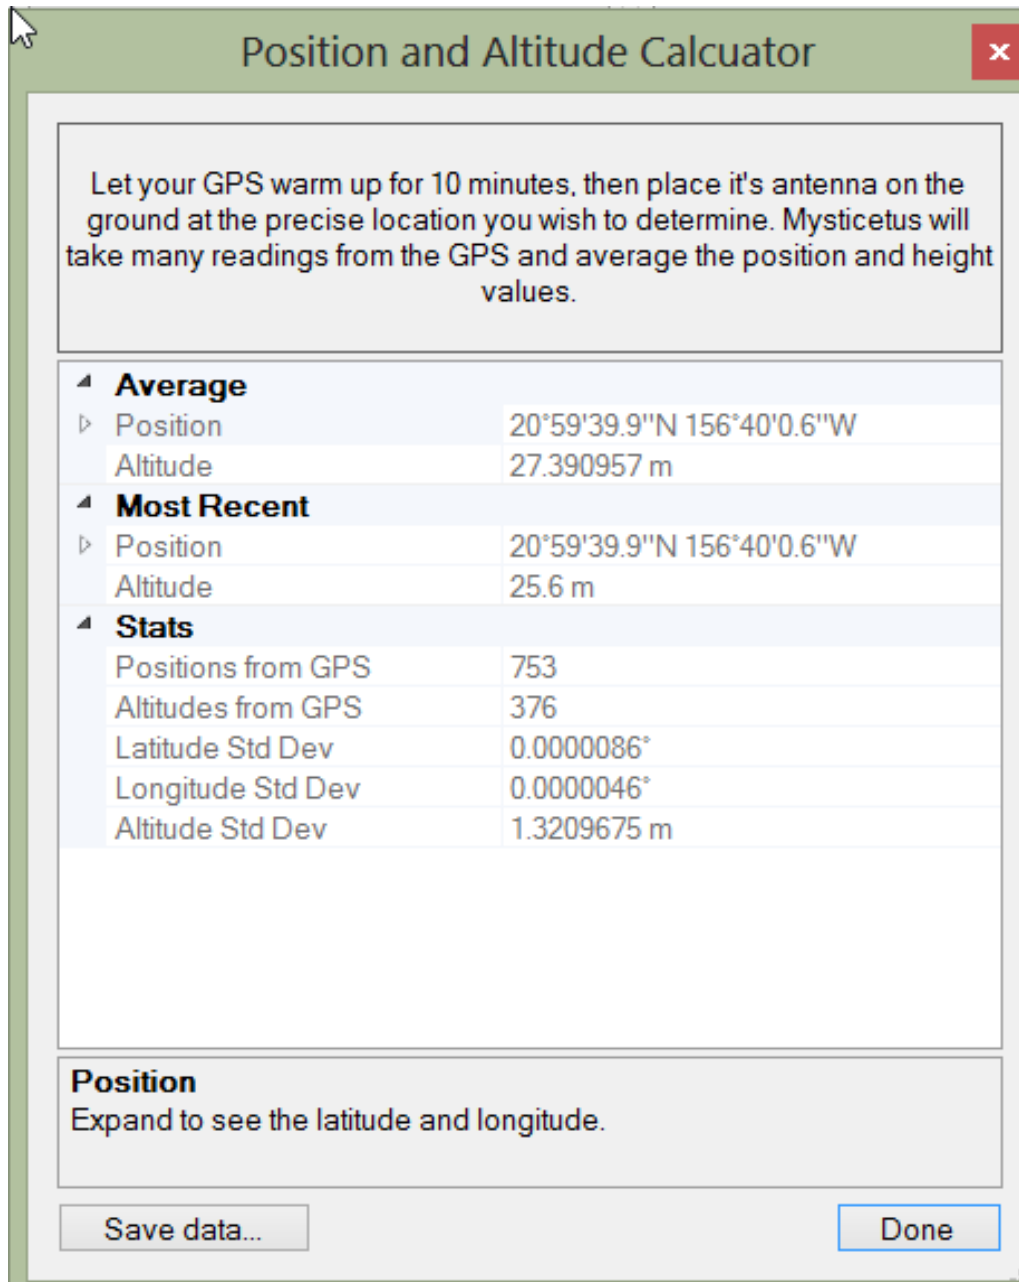 Position and Altitude Calcuator
Let your GPS warm up for 10 minutes, then place it's antenna on the
ground at the precise location you wish to determine. Mysticetus will
take many readings from the GPS and average the position and height
values.
Average
Position 20°59'39.9''N 156°40'0.6''W
Altitude 27.390957 m
Most Recent
Position 20°59'39.9''N 156°40'0.6''W
Altitude 25.6 m
Stats
Positions from GPS 753
Altitudes from GPS 376
Latitude Std Dev 0.0000086°
Longitude Std Dev 0.0000046°
Altitude Std Dev 1.3209675 m
Position
Expand to see the latitude and longitude.
Save data... Done